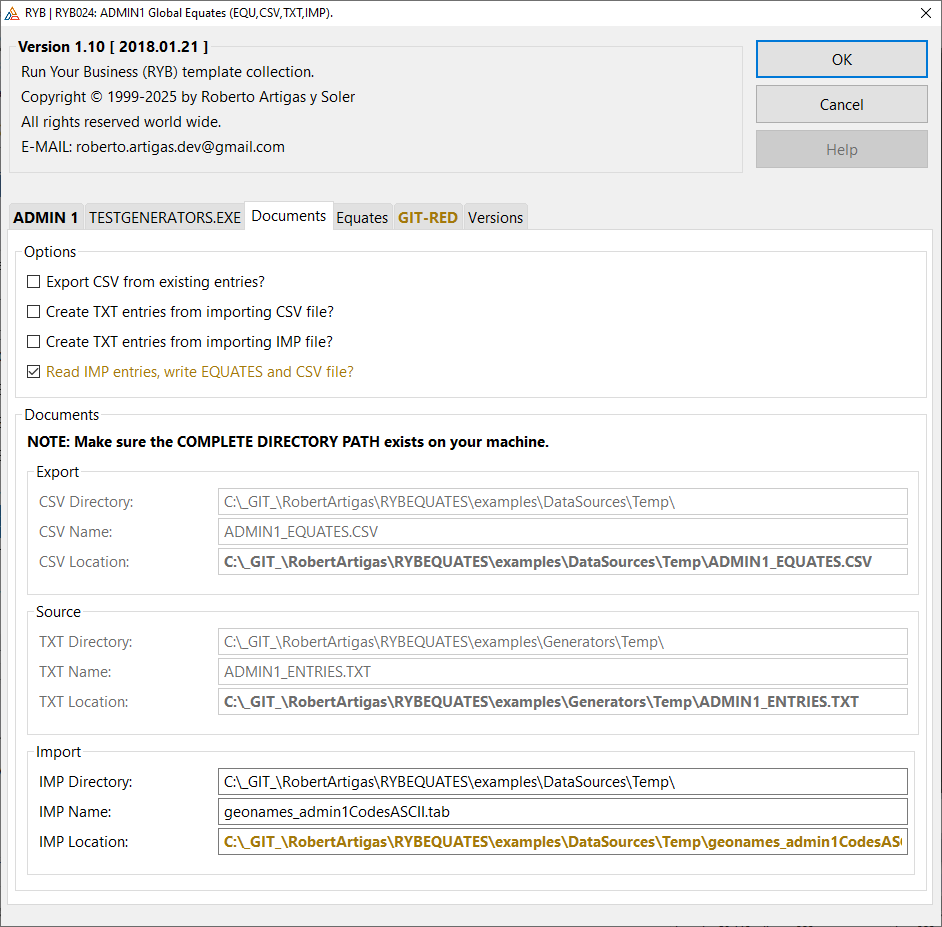 RYB | RYB024: ADMIN1 Global Equates (EQU,CSV,TXT,IMP).
Version 1.10 [ 2018.01.21 ]
Run Your Business (RYB) template collection.
Copyright © 1999-2025 by Roberto Artigas y Soler
All rights reserved world wide.
E-MAIL: roberto.artigas.dev@gmail.com
OK
Cancel
Help
ADMIN 1 TESTGENERATORS.EXE Documents Equates GIT-RED Versions
Options
Export CSV from existing entries?
Create TXT entries from importing CSV file?
Create TXT entries from importing IMP file?
Read IMP entries, write EQUATES and CSV file?
Documents
NOTE: Make sure the COMPLETE DIRECTORY PATH exists on your machine.
Export
CSV Directory: C:\_GIT_\RobertArtigas\RYBEQUATES\examples\DataSources\Temp\
CSV Name: ADMIN1_EQUATES.CSV
CSV Location: C:\_GIT_\RobertArtigas\RYBEQUATES\examples\DataSources\Temp\ADMIN1_EQUATES.CSV
Source
TXT Directory: C:\_GIT_\RobertArtigas\RYBEQUATES\examples\Generators\Temp\
TXT Name: ADMIN1_ENTRIES.TXT
TXT Location: C:\_GIT_\RobertArtigas\RYBEQUATES\examples\Generators\Temp\ADMIN1_ENTRIES.TXT
Import
IMP Directory: C:\_GIT_\RobertArtigas\RYBEQUATES\examples\DataSources\Temp\
IMP Name: geonames_admin1CodesASCII.tab
IMP Location: C:\_GIT_\RobertArtigas\RYBEQUATES\examples\DataSources\Temp\geonames_admin1CodesAS